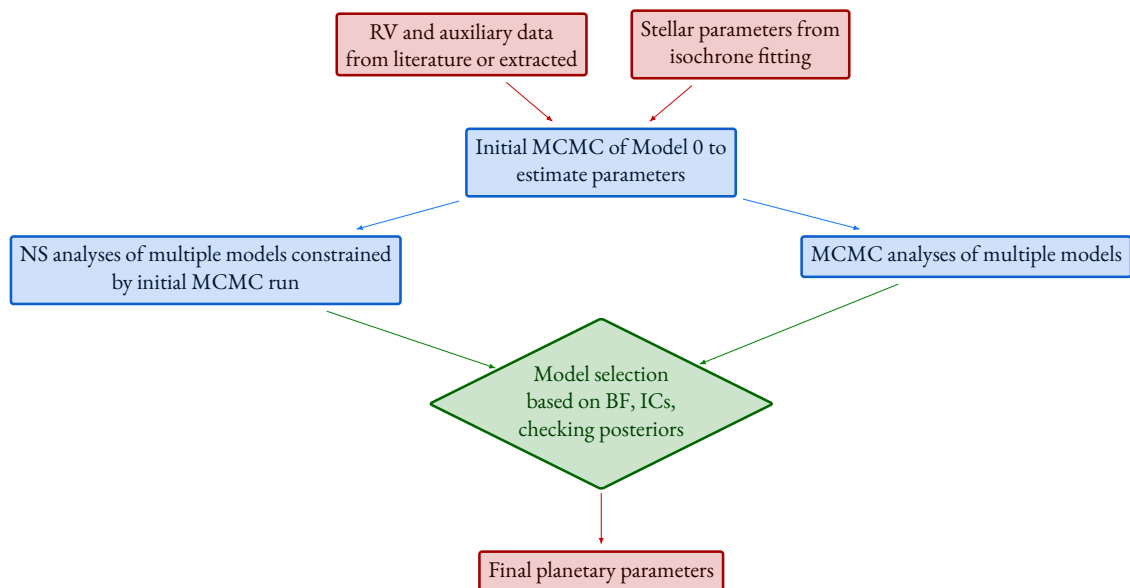 RV and auxiliary data
from literature or extracted
Stellar parameters from
isochrone fitting
Initial MCMC of Model 0 to
estimate parameters
NS analyses of multiple models constrained
by initial MCMC run
MCMC analyses of multiple models
Model selection
based on BF, ICs,
checking posteriors
Final planetary parameters